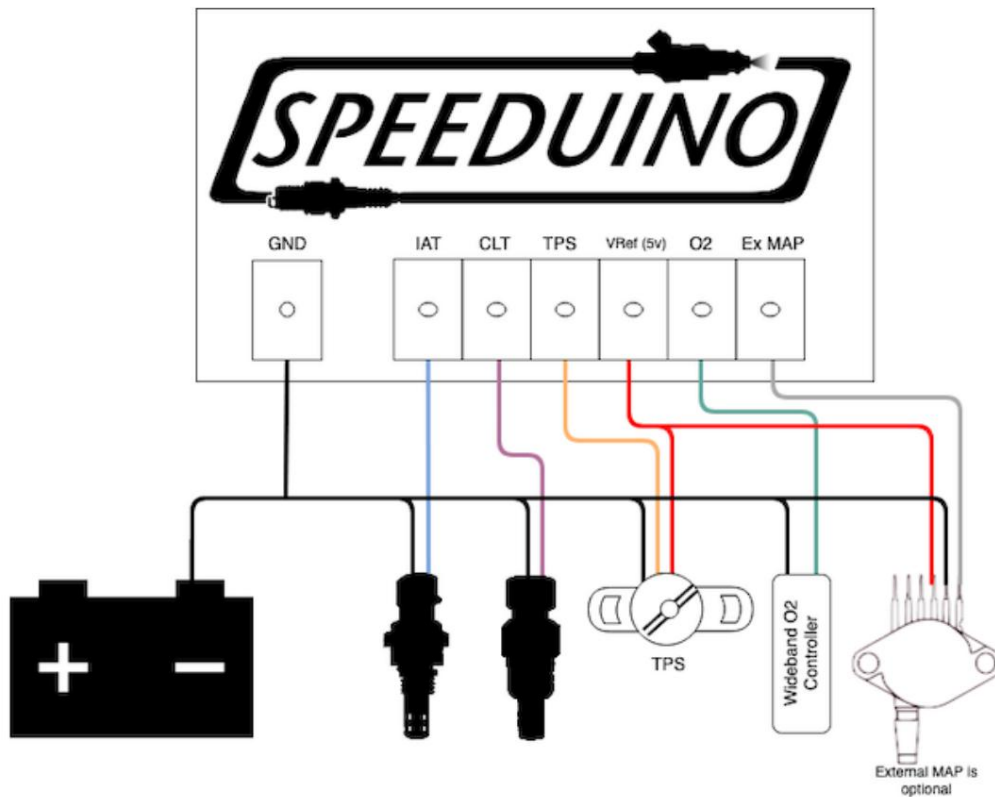 SPEEDUINO
GND IAT CLT TPS VRef (5v) O2 Ex MAP
+ −
TPS
Wideband O2
Controller
External MAP is
optional